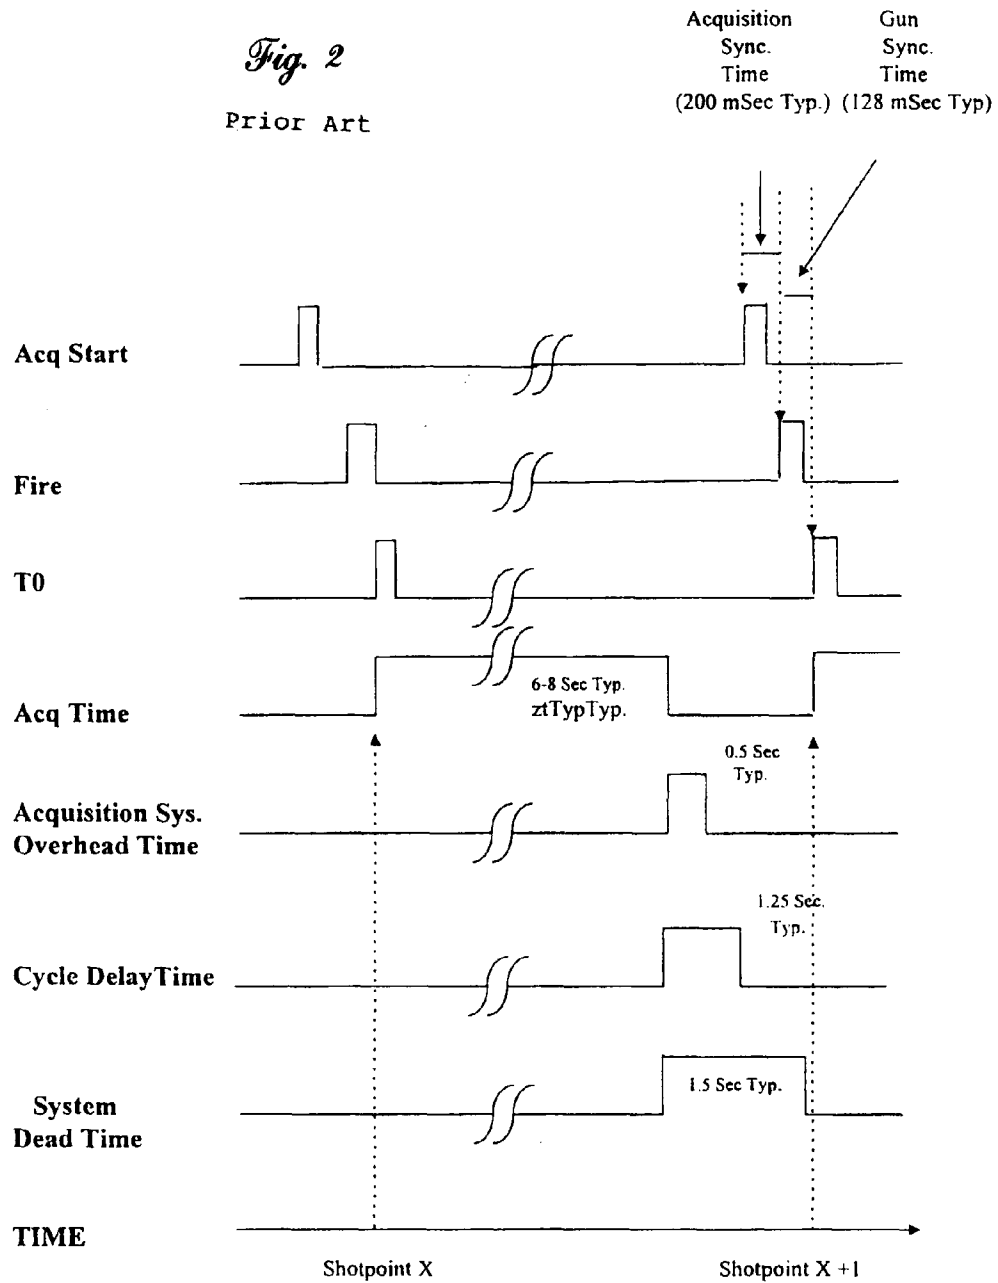 Fig. 2
Prior Art
Acquisition
Sync.
Time
(200 mSec Typ.)
Gun
Sync.
Time
(128 mSec Typ)
Acq Start
Fire
T0
Acq Time
6-8 Sec Typ.
ztTypTyp.
0.5 Sec
Typ.
Acquisition Sys.
Overhead Time
1.25 Sec.
Typ.
Cycle DelayTime
1.5 Sec Typ.
System
Dead Time
TIME
Shotpoint X
Shotpoint X +1